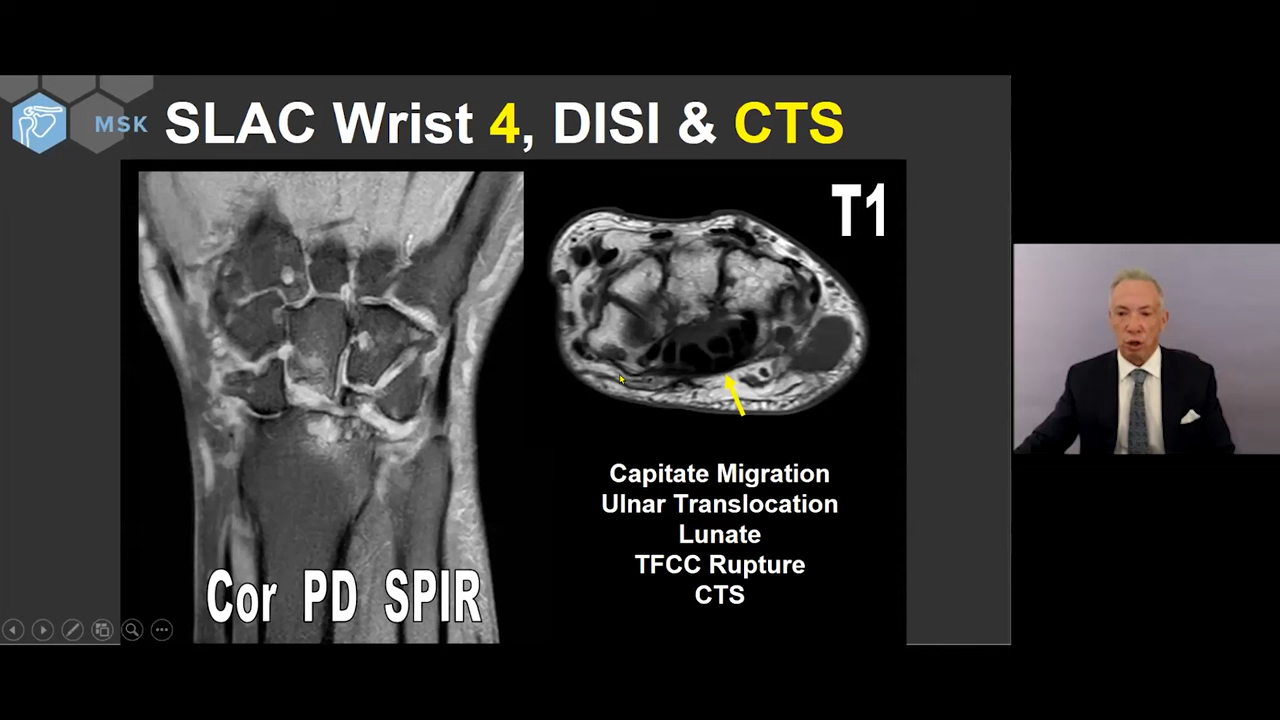 MSK
SLAC Wrist 4, DISI & CTS
T1
Capitate Migration
Ulnar Translocation
Lunate
TFCC Rupture
CTS
Cor PD SPIR